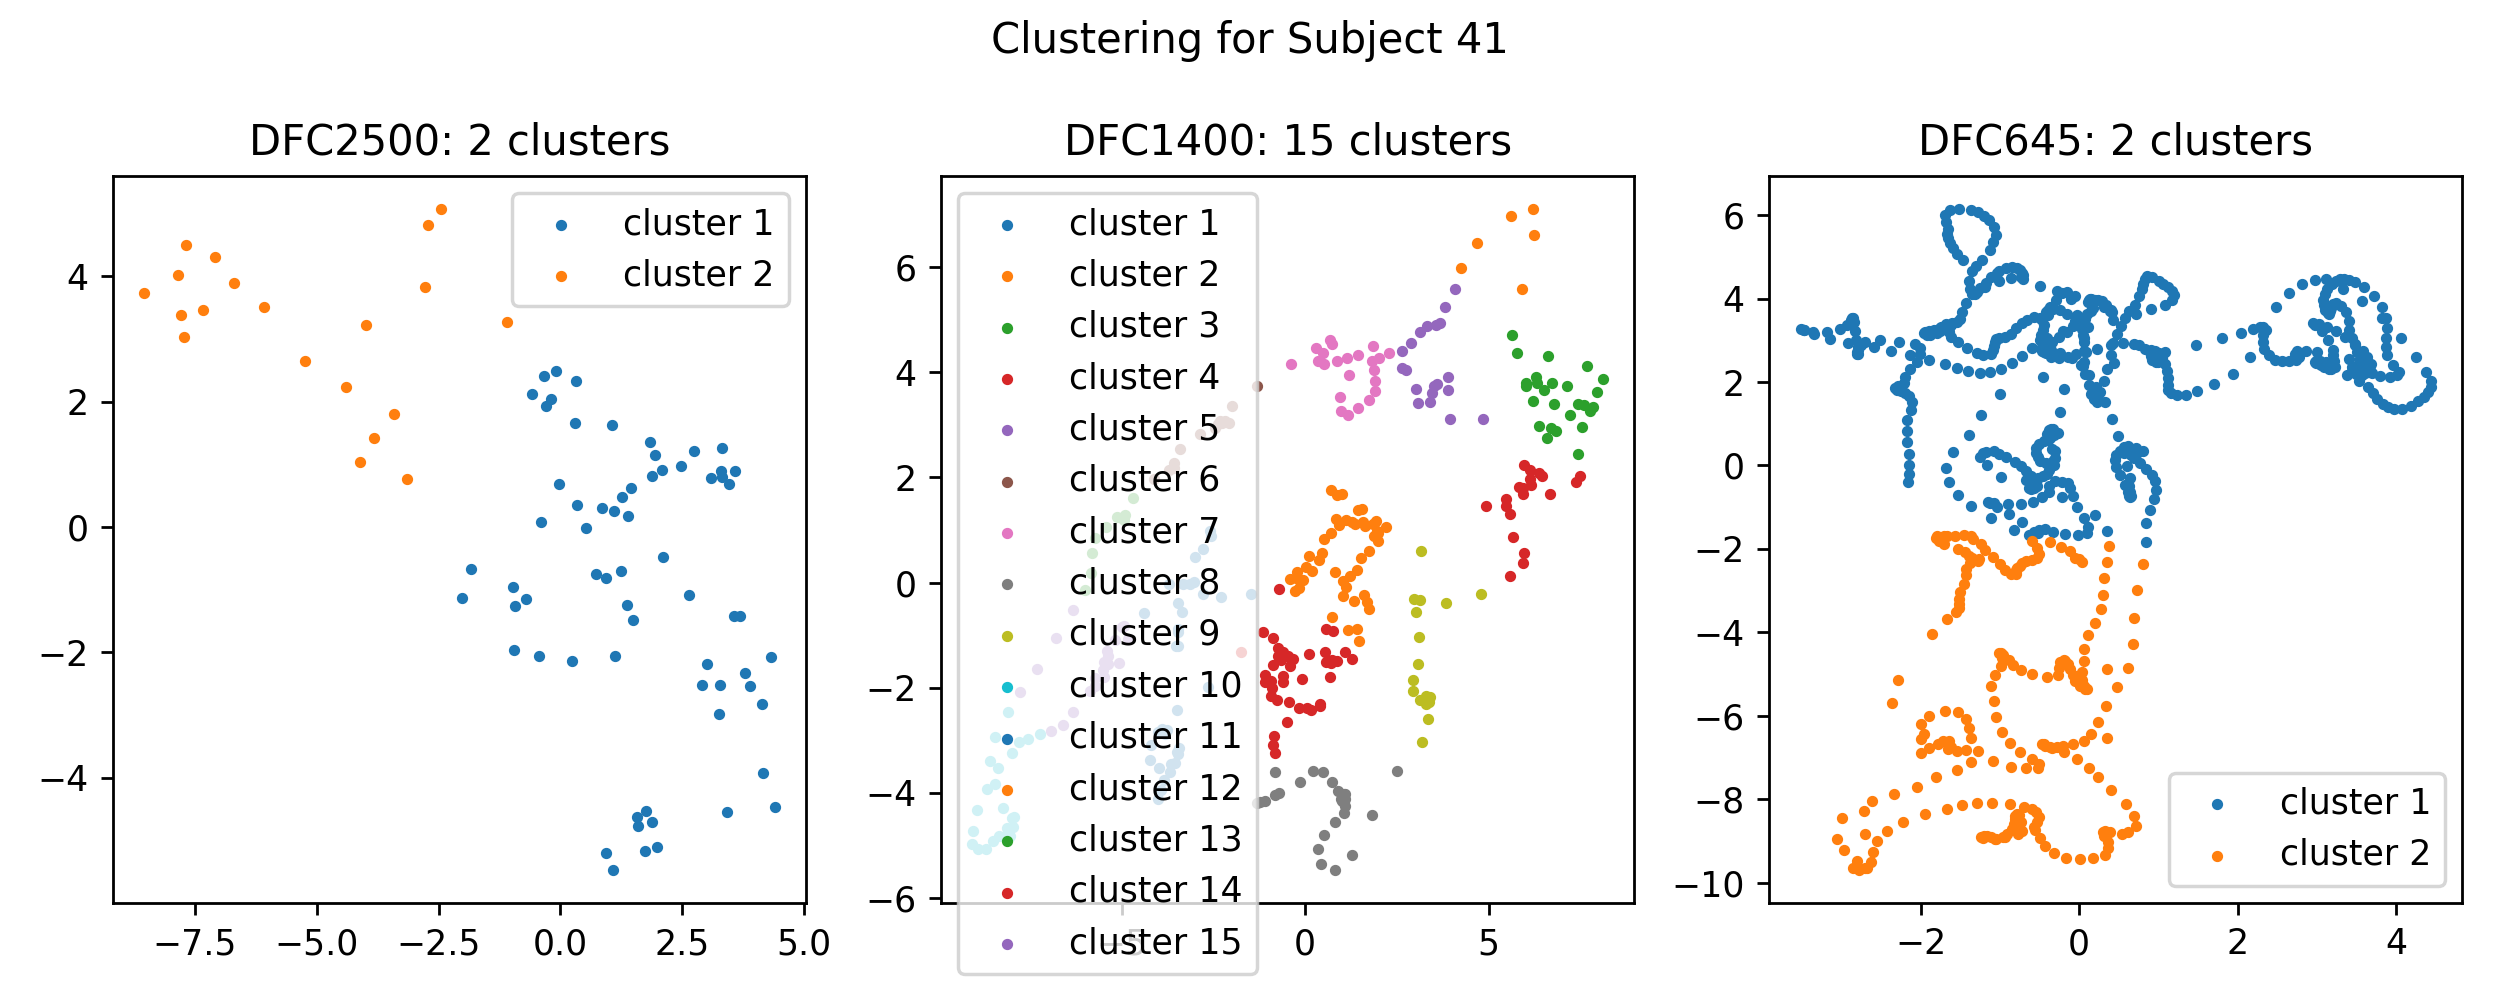 Clustering for Subject 41
DFC2500: 2 clusters
cluster 1
cluster 2
4
2
0
−2
−4
−7.5 −5.0 −2.5 0.0 2.5 5.0
DFC1400: 15 clusters
cluster 1
cluster 2
cluster 3
cluster 4
cluster 5
cluster 6
cluster 7
cluster 8
cluster 9
cluster 10
cluster 11
cluster 12
cluster 13
cluster 14
cluster 15
6
4
2
0
−2
−4
−6
−5 0 5
DFC645: 2 clusters
6
4
2
0
−2
−4
−6
−8
−10
cluster 1
cluster 2
−2 0 2 4